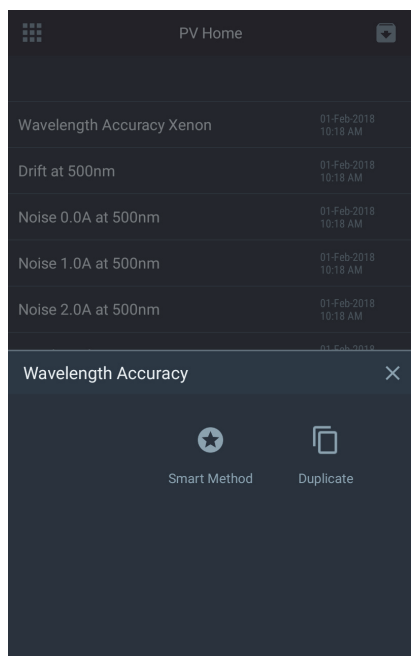 PV Home
Wavelength Accuracy Xenon
01-Feb-2018
10:18 AM
Drift at 500nm
01-Feb-2018
10:18 AM
Noise 0.0A at 500nm
01-Feb-2018
10:18 AM
Noise 1.0A at 500nm
01-Feb-2018
10:18 AM
Noise 2.0A at 500nm
01-Feb-2018
10:18 AM
01-Feb-2018
Wavelength Accuracy
Smart Method
Duplicate